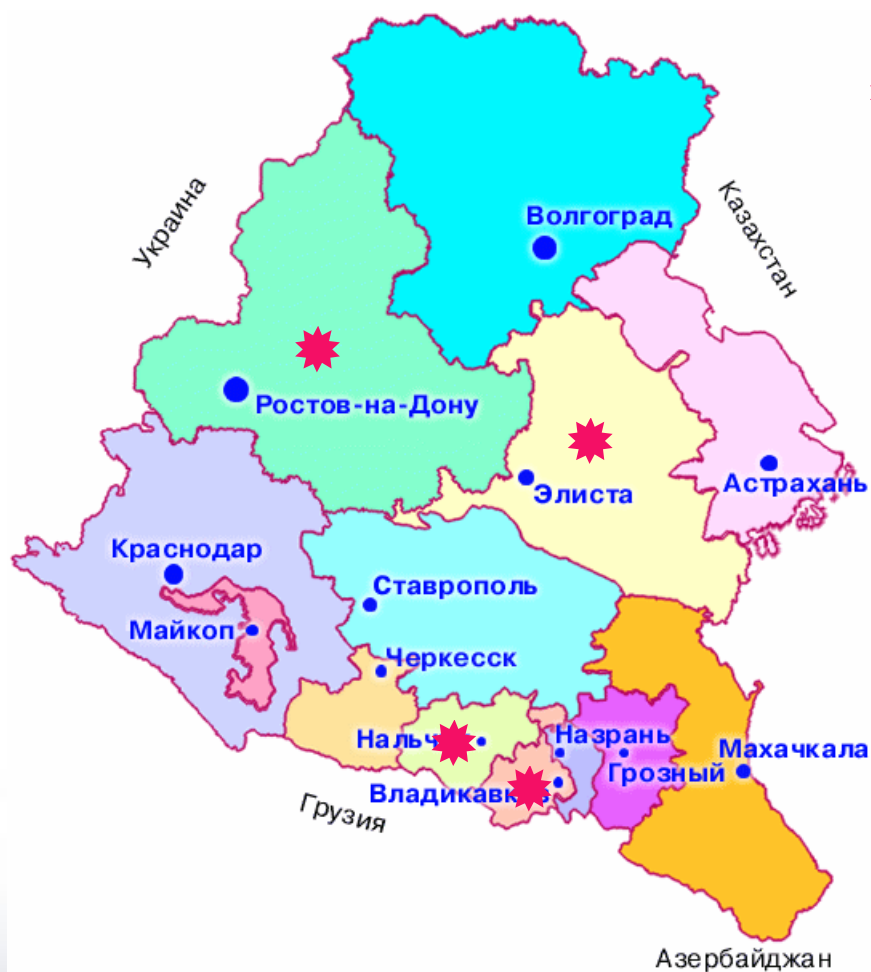 Украина
Казахстан
Волгоград
Ростов-на-Дону
Элиста
Астрахань
Краснодар
Ставрополь
Майкоп
Черкесск
Назрань
Махачкала
Грозный
Грузия
Азербайджан